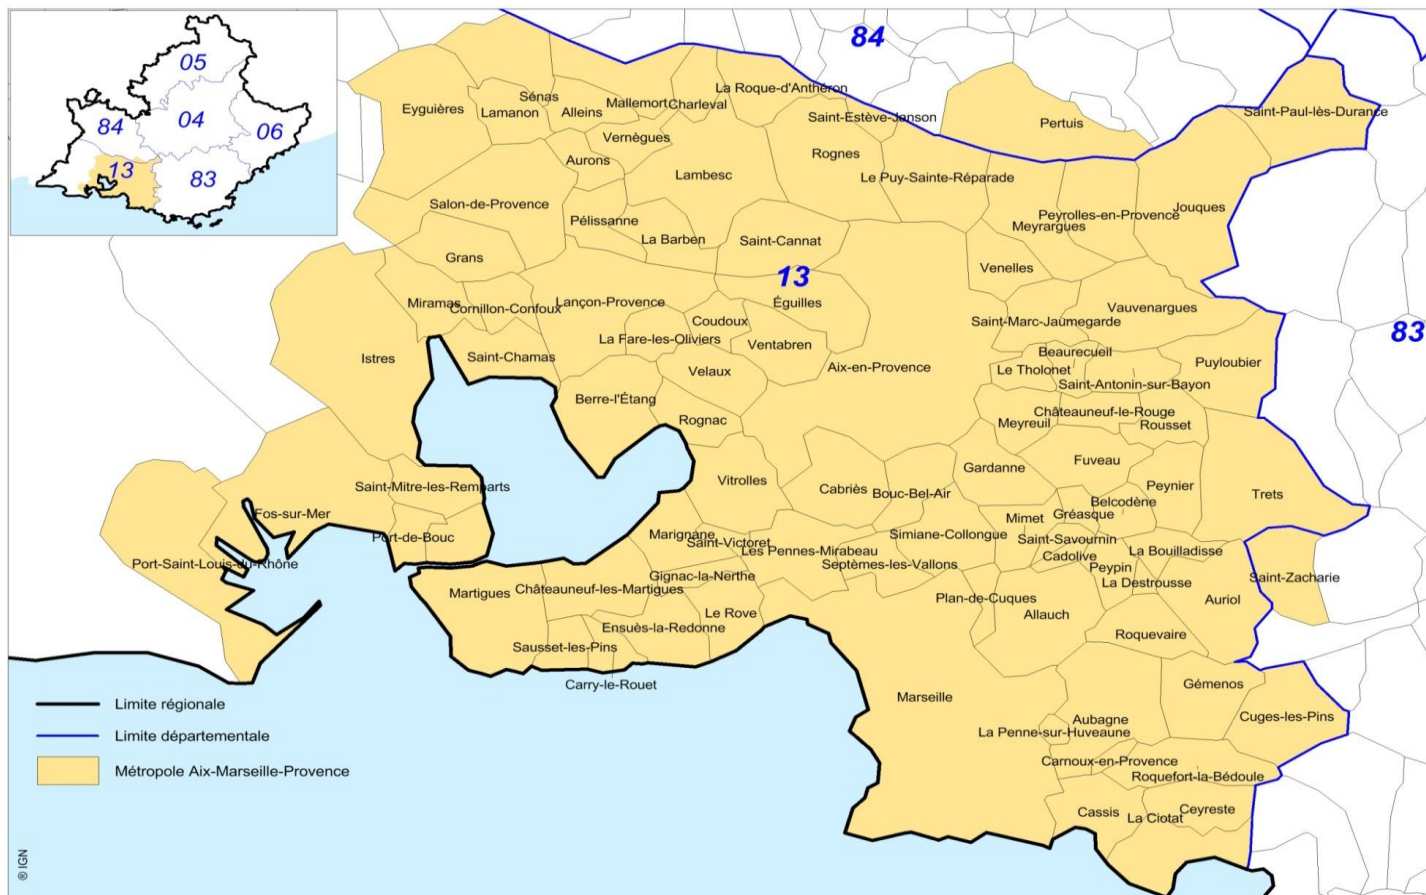 05
84
04
06
13
83
84
La Roque-d'Anthéron
Sénas
Mallemort
Charleval
Eyguières
Lamanon
Alleins
Saint-Estève-Janson
Pertuis
Saint-Paul-lès-Durance
Vernègues
Aurons
Rognes
Lambesc
Le Puy-Sainte-Réparade
Salon-de-Provence
Pélissanne
Peyrolles-en-Provence
Jouques
Meyrargues
La Barben
Saint-Cannat
Grans
Venelles
13
Miramas
Cornillon-Confoux
Lançon-Provence
Éguilles
Vauvenargues
Coudoux
Saint-Marc-Jaumegarde
83
La Fare-les-Oliviers
Ventabren
Istres
Saint-Chamas
Beaurecueil
Puyloubier
Velaux
Aix-en-Provence
Le Tholonet
Saint-Antonin-sur-Bayon
Berre-l'Étang
Châteauneuf-le-Rouge
Rognac
Meyreuil
Rousset
Gardanne
Fuveau
Vitrolles
Saint-Mitre-les-Remparts
Cabriès
Bouc-Bel-Air
Peynier
Trets
Belcodène
Fos-sur-Mer
Gréasque
Mimet
Port-de-Bouc
Marignane
Saint-Victoret
Simiane-Collongue
Saint-Savournin
Les Pennes-Mirabeau
La Bouilladisse
Cadolive
Port-Saint-Louis-du-Rhône
Septèmes-les-Vallons
Peypin
Gignac-la-Nerthe
La Destrousse
Saint-Zacharie
Martigues
Châteauneuf-les-Martigues
Plan-de-Cuques
Auriol
Le Rove
Allauch
Ensuès-la-Redonne
Roquevaire
Sausset-les-Pins
Carry-le-Rouet
Gémenos
Marseille
Limite régionale
Aubagne
Cuges-les-Pins
La Penne-sur-Huveaune
Limite départementale
Carnoux-en-Provence
Métropole Aix-Marseille-Provence
Roquefort-la-Bédoule
Cassis
Ceyreste
La Ciotat
® IGN